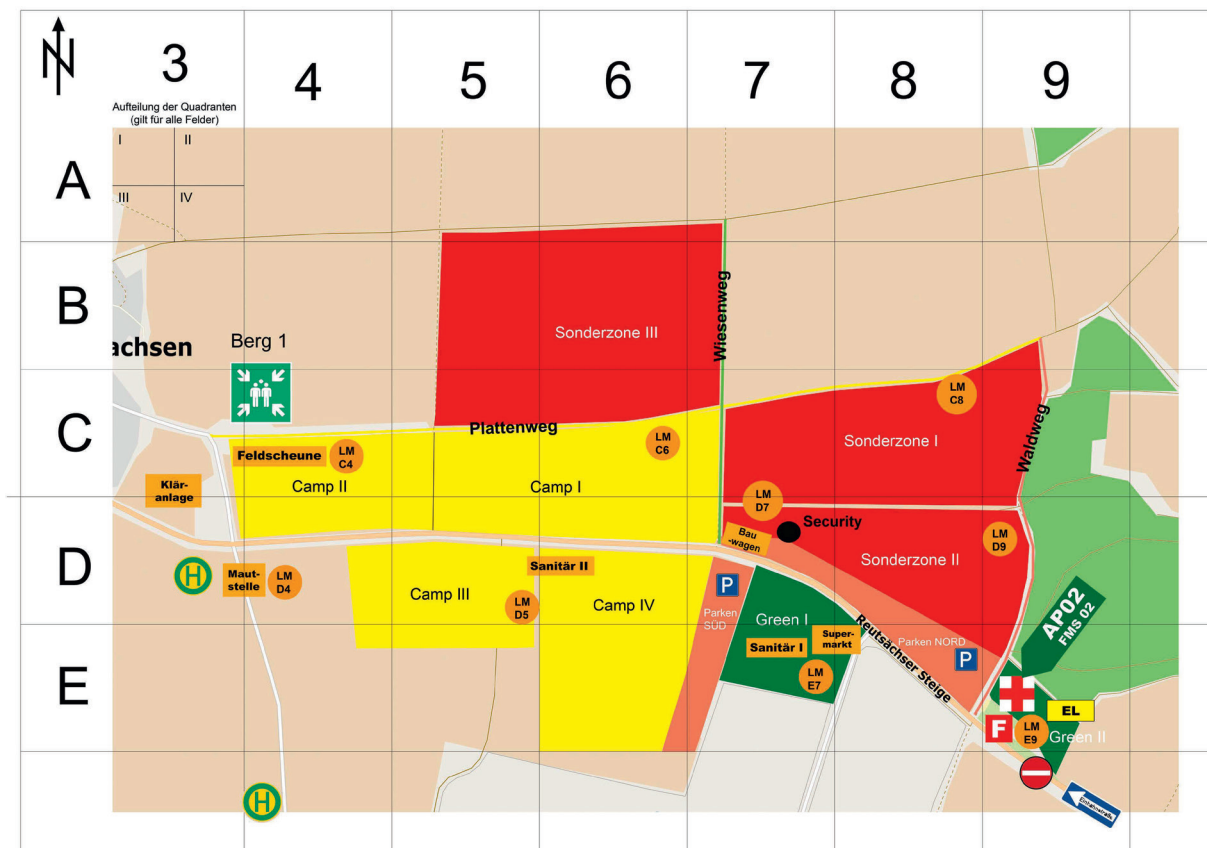 N
3
4
5
6
7
8
9
Aufteilung der Quadranten
(gilt für alle Felder)
I
II
III
IV
A
B
C
D
E
achsen
Berg 1
Sonderzone III
Wiesenweg
Plattenweg
Feldscheune
LM
C4
Camp II
Klär-
anlage
Camp I
LM
C6
LM
C8
Sonderzone I
Waldweg
LM
D7
Security
Bau
-wagen
Sonderzone II
LM
D9
H
Maut-
stelle
LM
D4
Camp III
LM
D5
Sanitär II
Camp IV
P
Parken
SÜD
Green I
Sanitär I
Super-
markt
LM
E7
Reutsächser Steige
Parken NORD
P
AP02
FMS 02
EL
F
LM
E9
Green II
H
Einbahnstraße